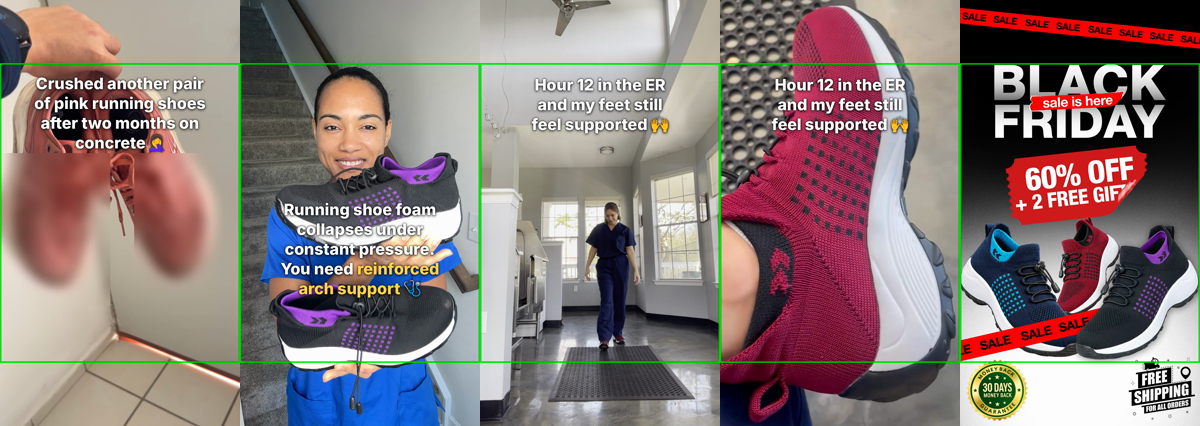 Crushed another pair
of pink running shoes
after two months on
concrete 🤦‍♀️
Running shoe foam
collapses under
constant pressure.
You need reinforced
arch support 🩺
Hour 12 in the ER
and my feet still
feel supported 🙌
Hour 12 in the ER
and my feet still
feel supported 🙌
SALE SALE SALE SALE SALE SALE SALE SAL
BLACK
sale is here
FRIDAY
60% OFF
+ 2 FREE GIFT
SALE SALE SALE SALE
MONEY BACK
30 DAYS
MONEY BACK
GUARANTEE
FREE
SHIPPING
FOR ALL ORDERS